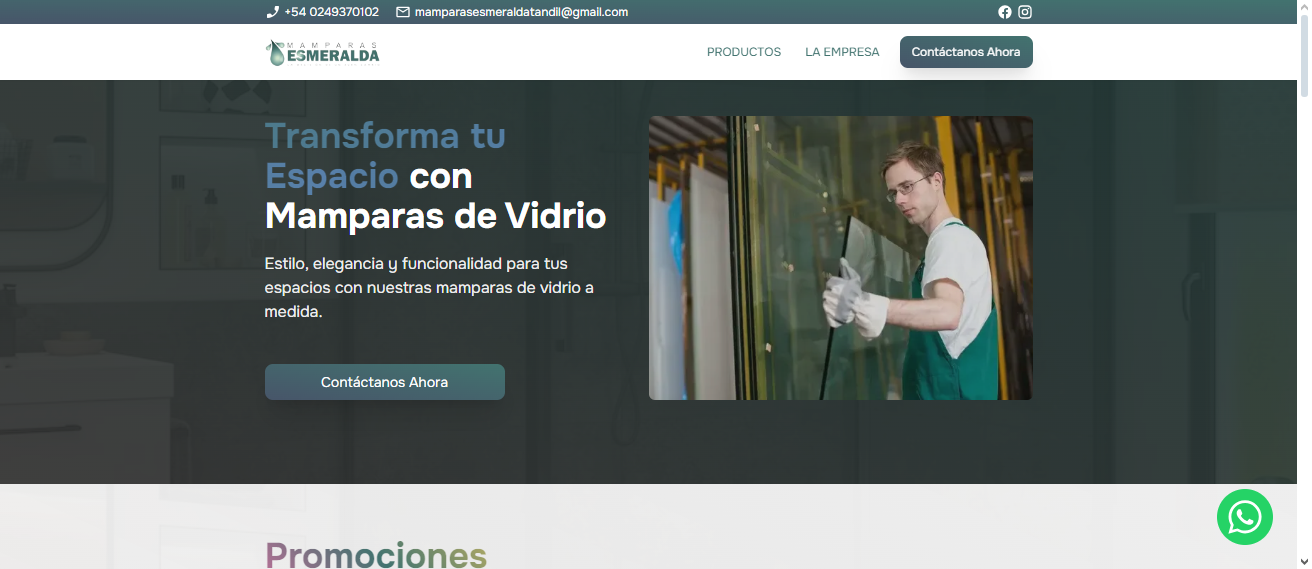 +54 0249370102 mamparasesmeraldatandil@gmail.com
MAMPARAS
ESMERALDA
PRODUCTOS LA EMPRESA Contáctanos Ahora
Transforma tu
Espacio con
Mamparas de Vidrio
Estilo, elegancia y funcionalidad para tus
espacios con nuestras mamparas de vidrio a
medida.
Contáctanos Ahora
Promociones